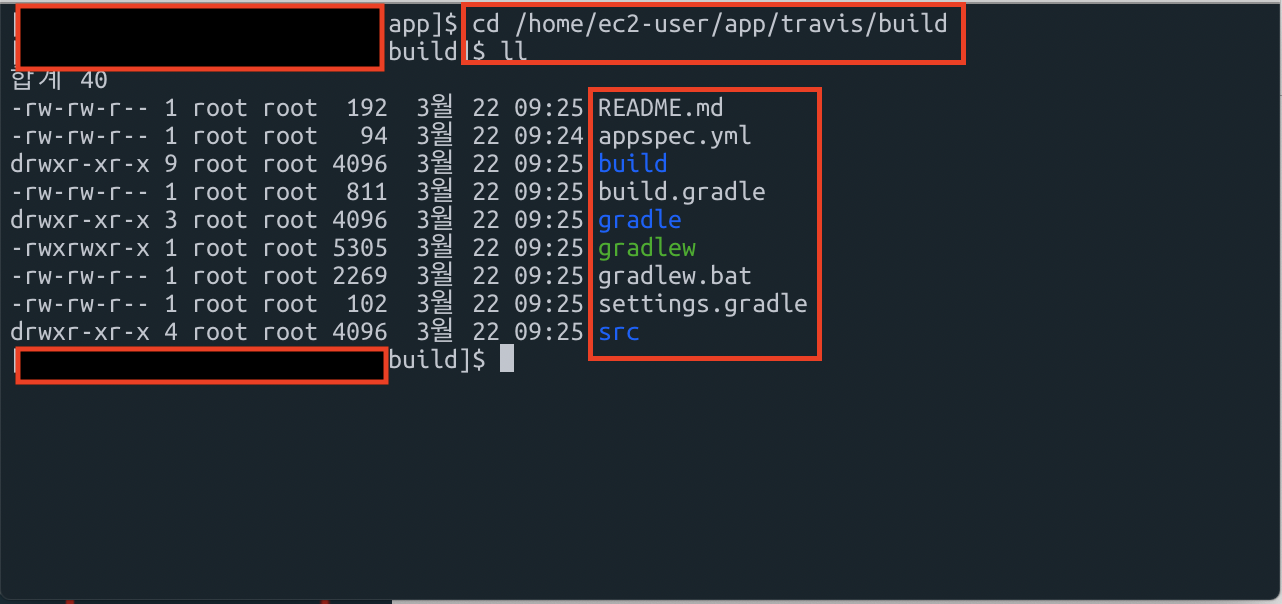 [ app]$ cd /home/ec2-user/app/travis/build
[ build]$ ll
합계 40
-rw-rw-r-- 1 root root  192  3월 22 09:25 README.md
-rw-rw-r-- 1 root root   94  3월 22 09:24 appspec.yml
drwxr-xr-x 9 root root 4096  3월 22 09:25 build
-rw-rw-r-- 1 root root  811  3월 22 09:25 build.gradle
drwxr-xr-x 3 root root 4096  3월 22 09:25 gradle
-rwxrwxr-x 1 root root 5305  3월 22 09:25 gradlew
-rw-rw-r-- 1 root root 2269  3월 22 09:25 gradlew.bat
-rw-rw-r-- 1 root root  102  3월 22 09:25 settings.gradle
drwxr-xr-x 4 root root 4096  3월 22 09:25 src
[ build]$